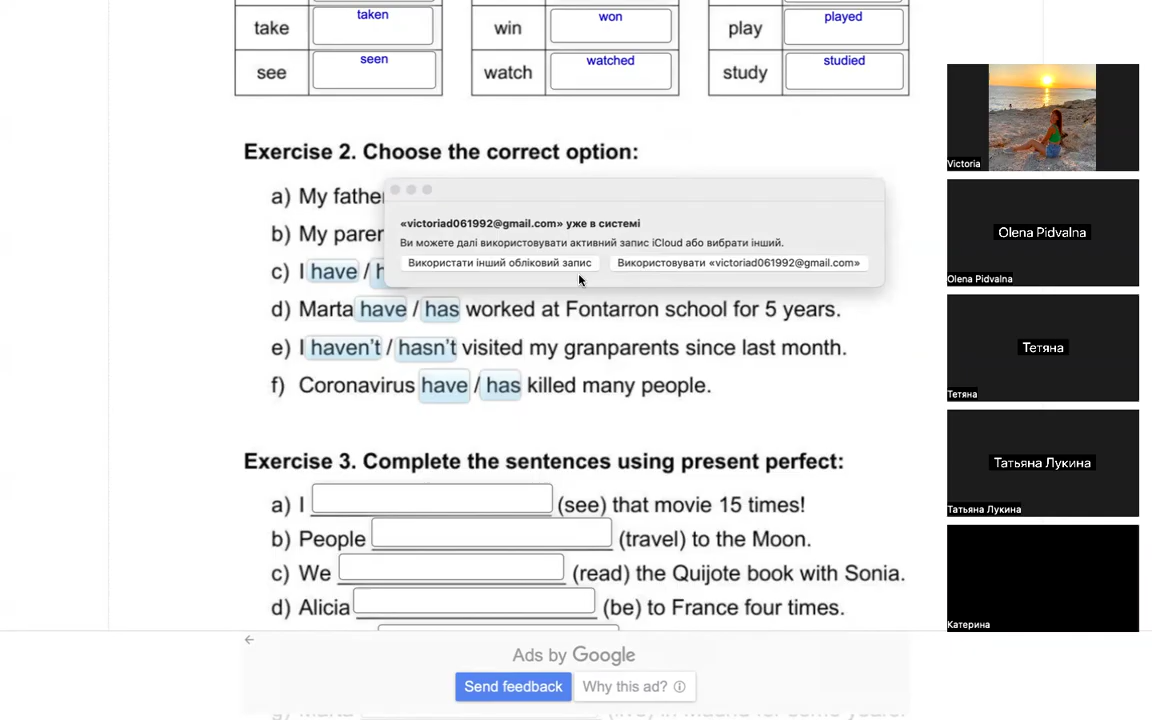 take taken win won play played
see seen watch watched study studied
Exercise 2. Choose the correct option:
a) My father
b) My paren
c) I have /
«victoriad061992@gmail.com» уже в системі
Ви можете далі використовувати активний запис iCloud або вибрати інший.
Використати інший обліковий запис Використовувати «victoriad061992@gmail.com»
d) Marta have / has worked at Fontarron school for 5 years.
e) I haven't / hasn't visited my granparents since last month.
f) Coronavirus have / has killed many people.
Exercise 3. Complete the sentences using present perfect:
a) I (see) that movie 15 times!
b) People (travel) to the Moon.
c) We (read) the Quijote book with Sonia.
d) Alicia (be) to France four times.
Ads by Google
Send feedback Why this ad?
Victoria
Olena Pidvalna
Olena Pidvalna
Тетяна
Тетяна
Татьяна Лукина
Татьяна Лукина
Катерина